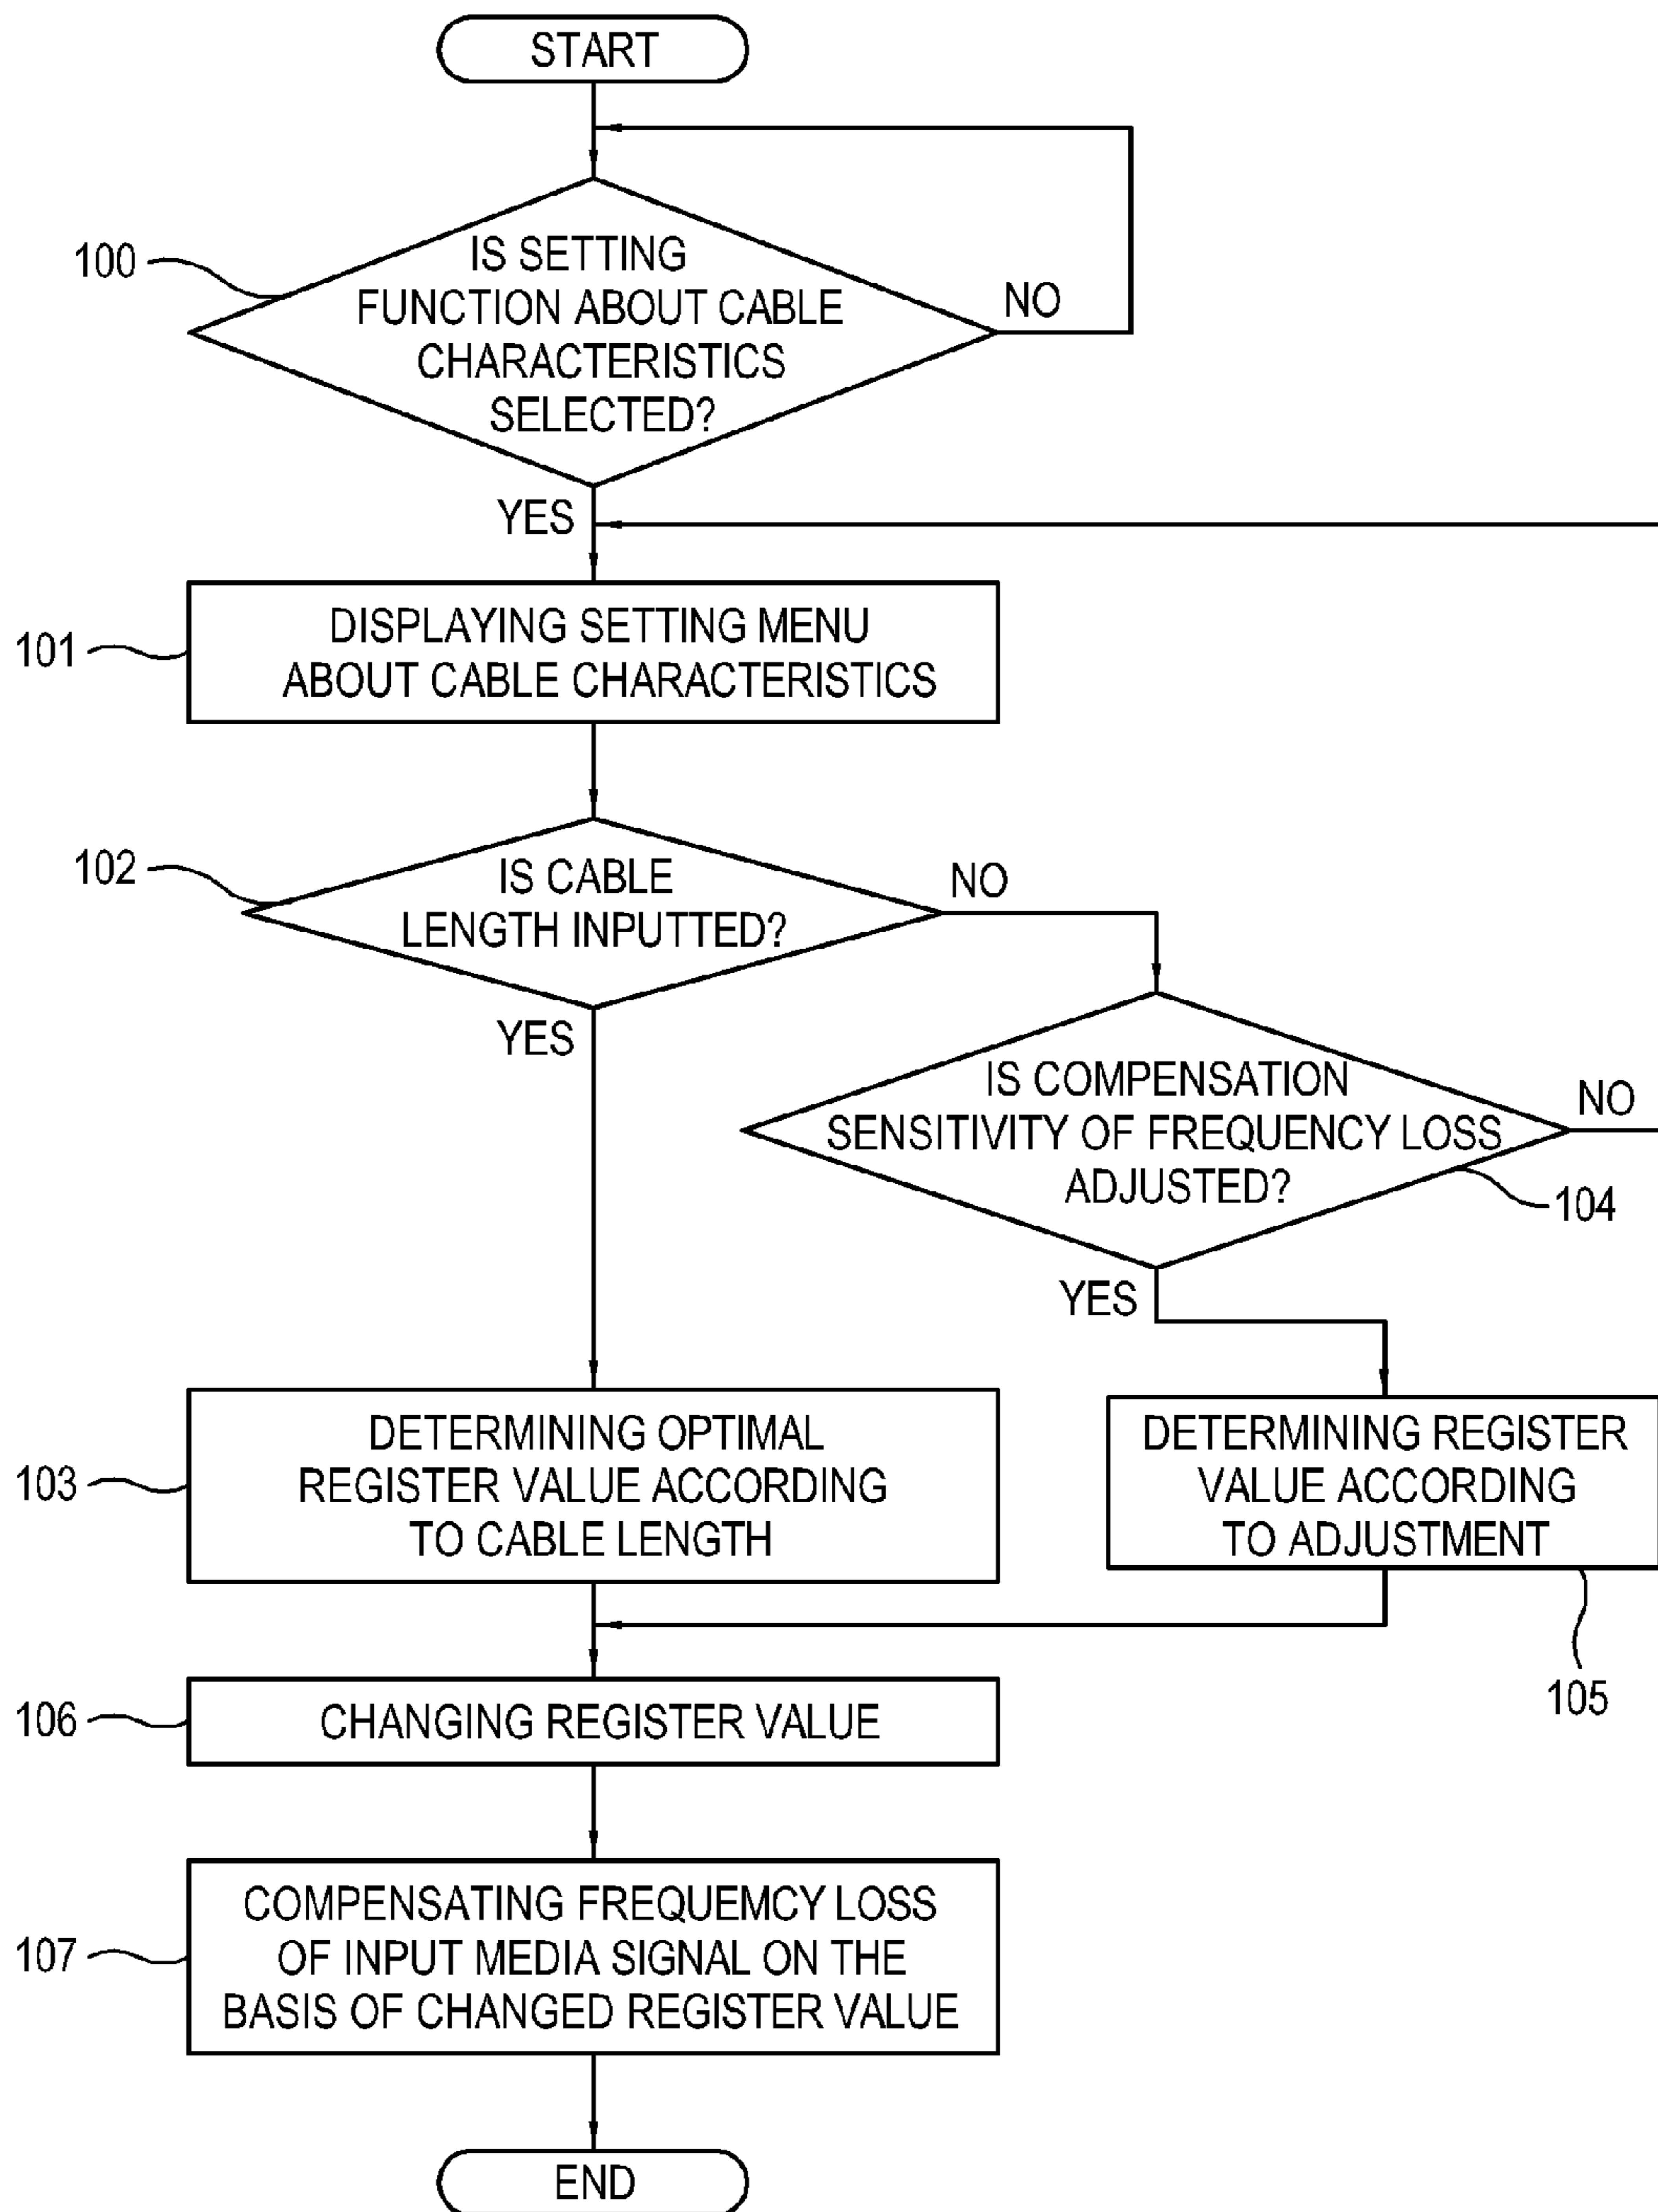 START
100
IS SETTING
FUNCTION ABOUT CABLE
CHARACTERISTICS
SELECTED?
NO
YES
101
DISPLAYING SETTING MENU
ABOUT CABLE CHARACTERISTICS
102
IS CABLE
LENGTH INPUTTED?
NO
YES
IS COMPENSATION
SENSITIVITY OF FREQUENCY LOSS
ADJUSTED?
NO
104
YES
103
DETERMINING OPTIMAL
REGISTER VALUE ACCORDING
TO CABLE LENGTH
DETERMINING REGISTER
VALUE ACCORDING
TO ADJUSTMENT
105
106
CHANGING REGISTER VALUE
107
COMPENSATING FREQUEMCY LOSS
OF INPUT MEDIA SIGNAL ON THE
BASIS OF CHANGED REGISTER VALUE
END